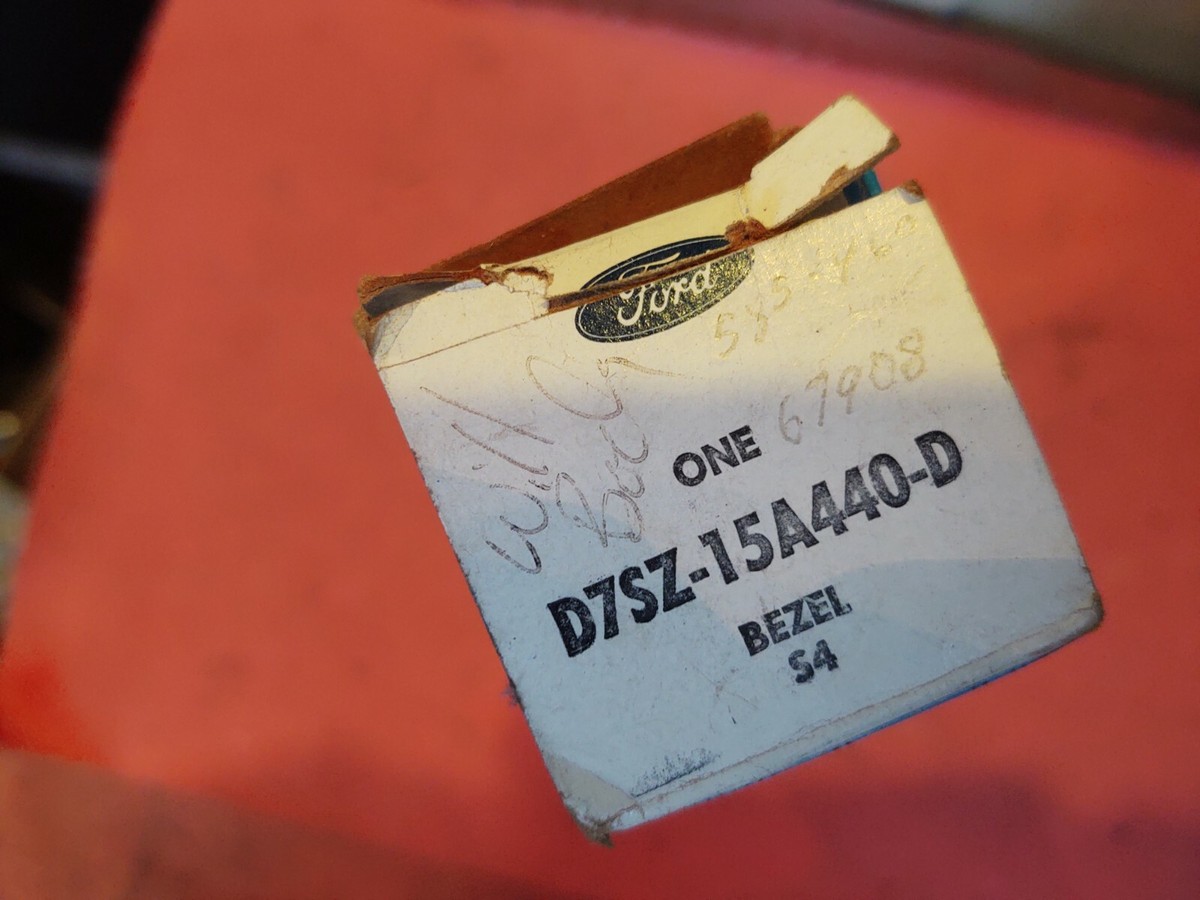 Ford
67908
ONE
D7SZ-15A440-D
BEZEL
S4